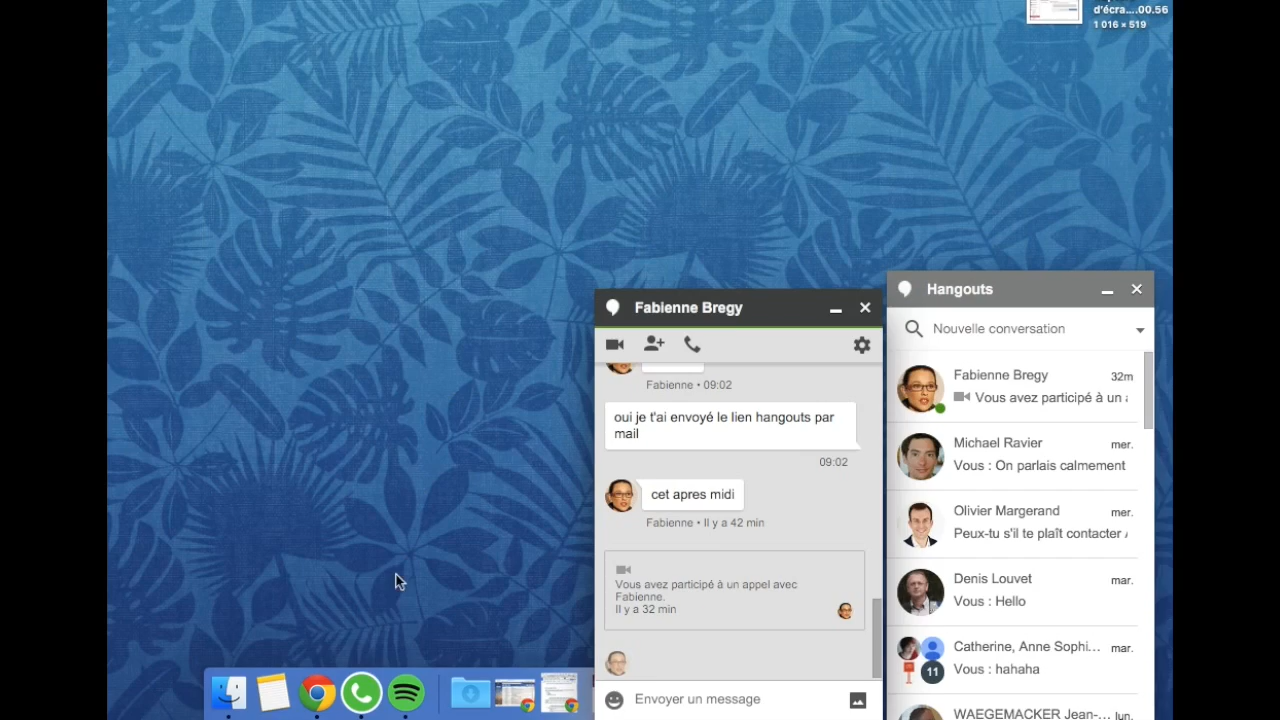 d'écra....00.56
1 016 × 519
Fabienne Bregy
Fabienne • 09:02
oui je t'ai envoyé le lien hangouts par
mail
09:02
cet apres midi
Fabienne • Il y a 42 min
Vous avez participé à un appel avec
Fabienne.
Il y a 32 min
Envoyer un message
Hangouts
Nouvelle conversation
Fabienne Bregy
32m
Vous avez participé à un
Michael Ravier
mer.
Vous : On parlais calmement
Olivier Margerand
mer.
Peux-tu s'il te plaît contacter
Denis Louvet
mar.
Vous : Hello
Catherine, Anne Sophi...
mar.
Vous : hahaha
11
WAEGEMACKER Jean-...
lun.